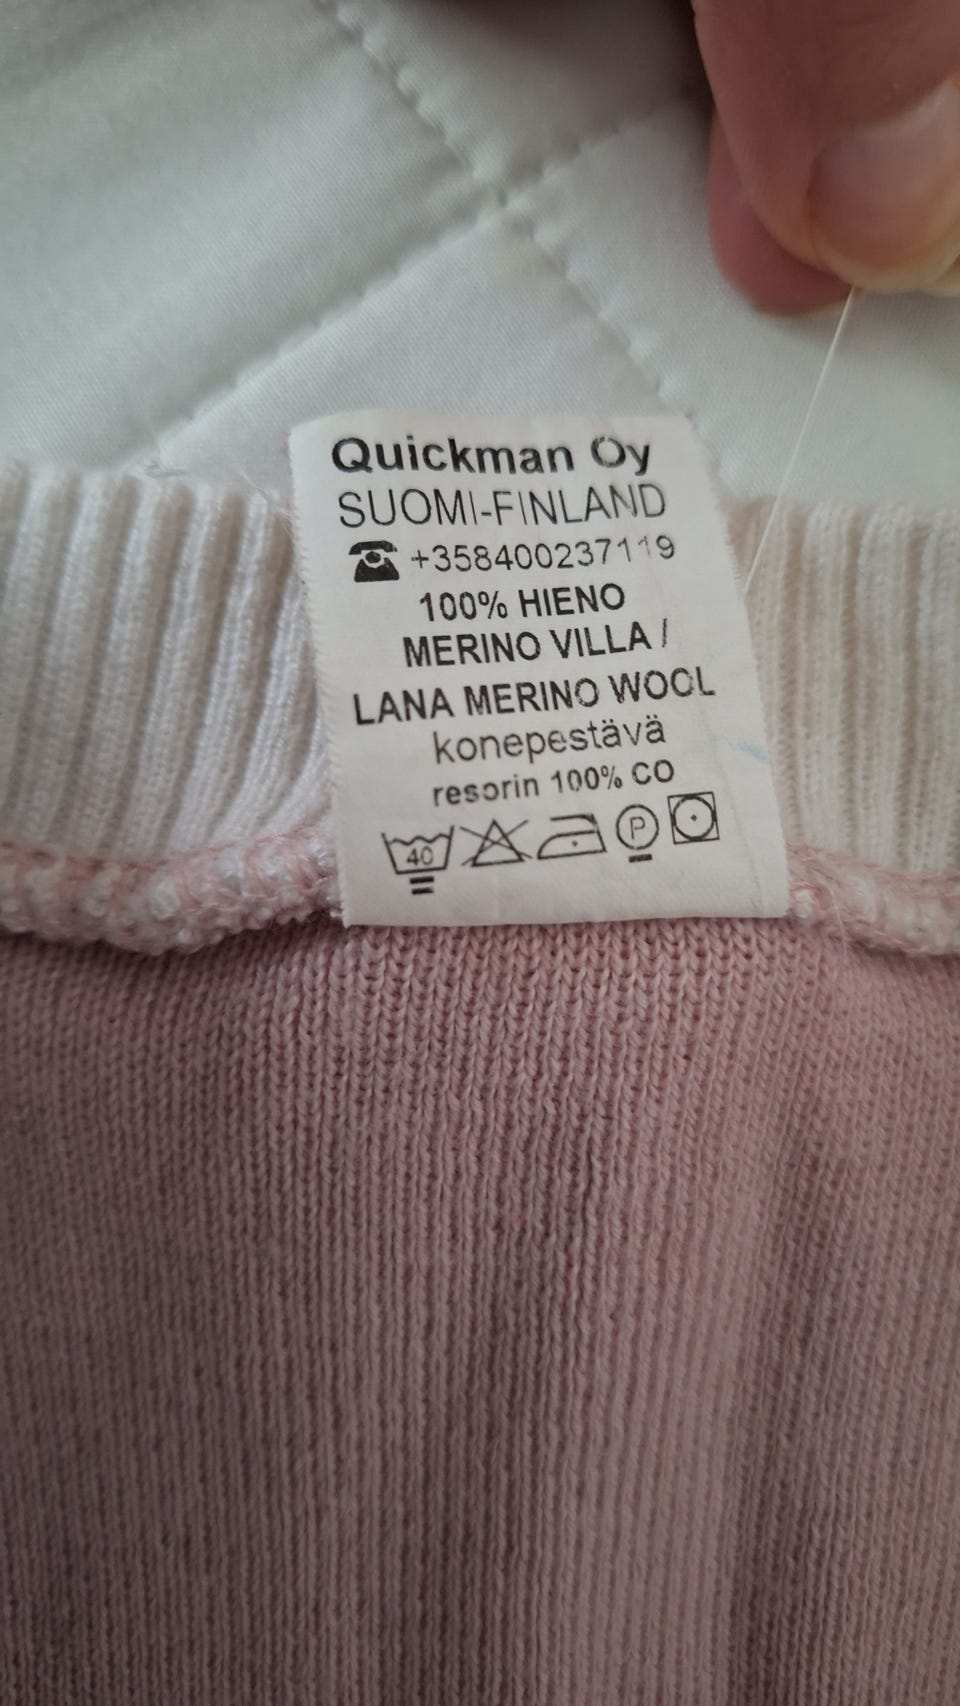 Quickman Oy
SUOMI-FINLAND
+358400237119
100% HIENO
MERINO VILLA /
LANA MERINO WOOL
konepestävä
resorin 100% CO
40 P